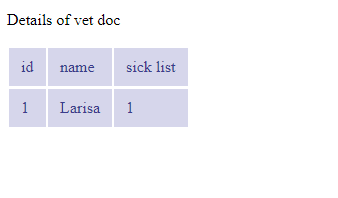 Details of vet doc
id name sick list
1 Larisa 1